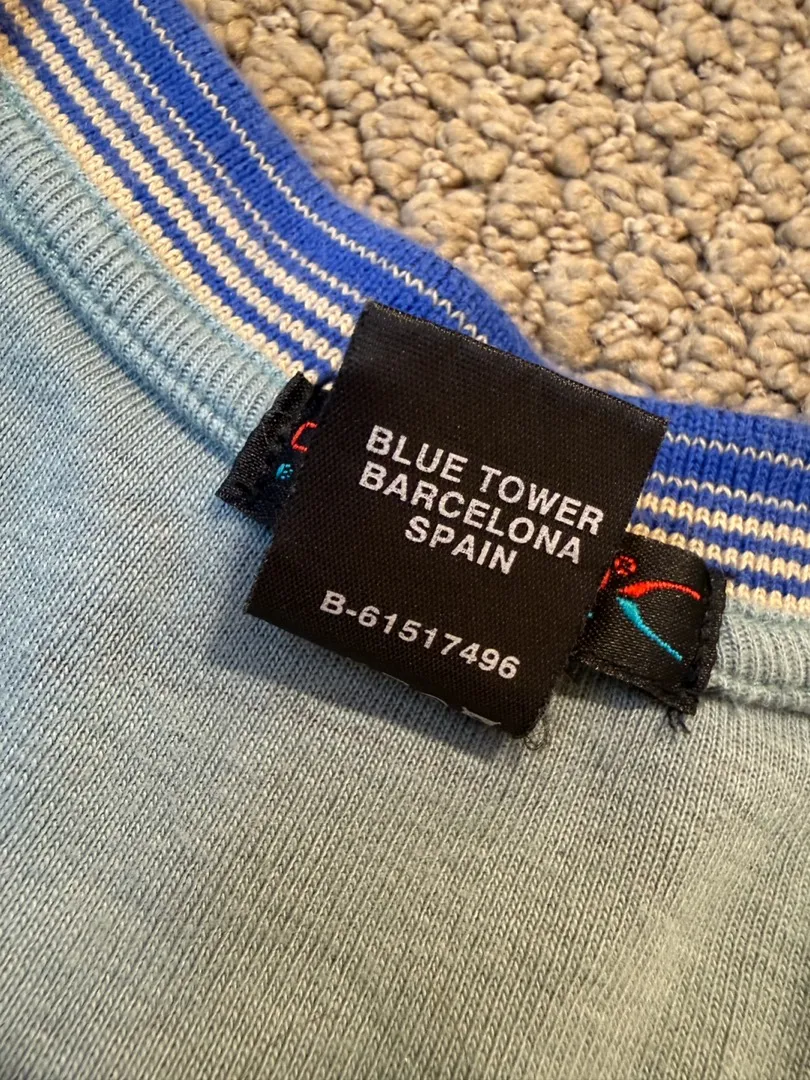 BLUE TOWER
BARCELONA
SPAIN
B-61517496